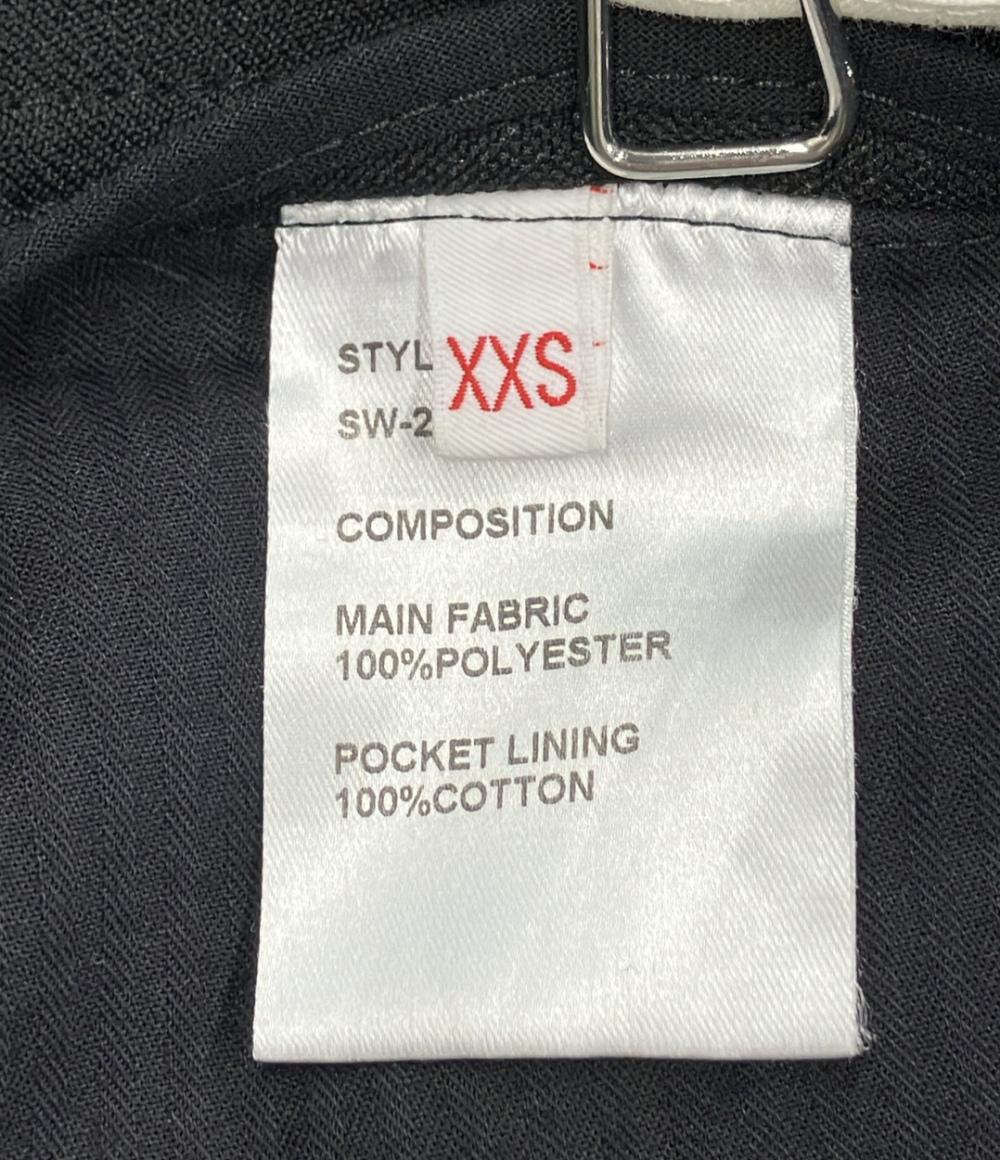 STYL
XXS
SW-2
COMPOSITION
MAIN FABRIC
100%POLYESTER
POCKET LINING
100%COTTON